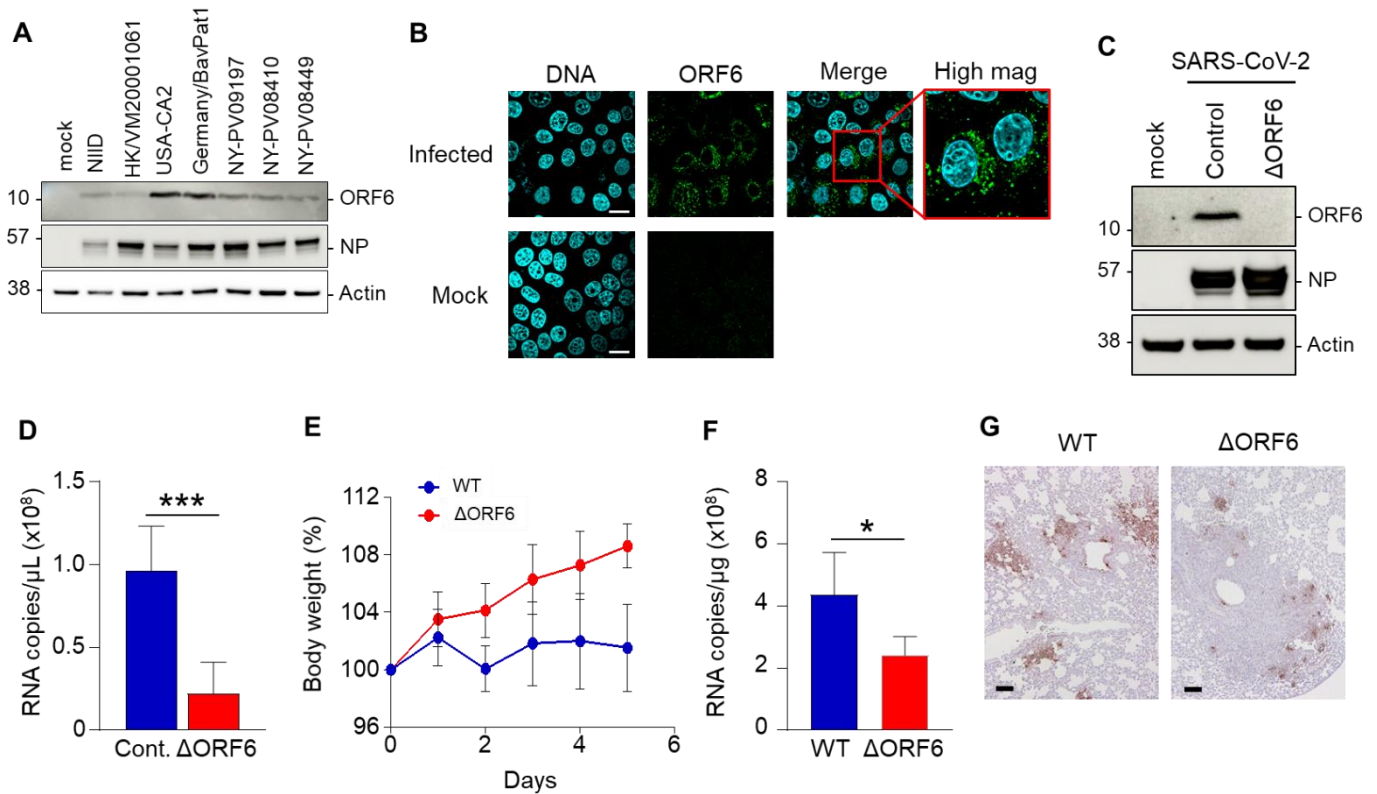 A
mock
NIID
HK/VM20001061
USA-CA2
Germany/BavPat1
NY-PV09197
NY-PV08410
NY-PV08449
10
ORF6
57
NP
38
Actin
B
DNA
ORF6
Merge
High mag
Infected
Mock
C
SARS-CoV-2
mock
Control
ΔORF6
10
ORF6
57
NP
38
Actin
D
RNA copies/µL (x10⁸)
1.5
1.0
0.5
0
***
Cont.
ΔORF6
E
Body weight (%)
112
108
104
100
96
WT
ΔORF6
0
2
4
6
Days
F
RNA copies/µg (x10⁸)
8
6
4
2
0
*
WT
ΔORF6
G
WT
ΔORF6